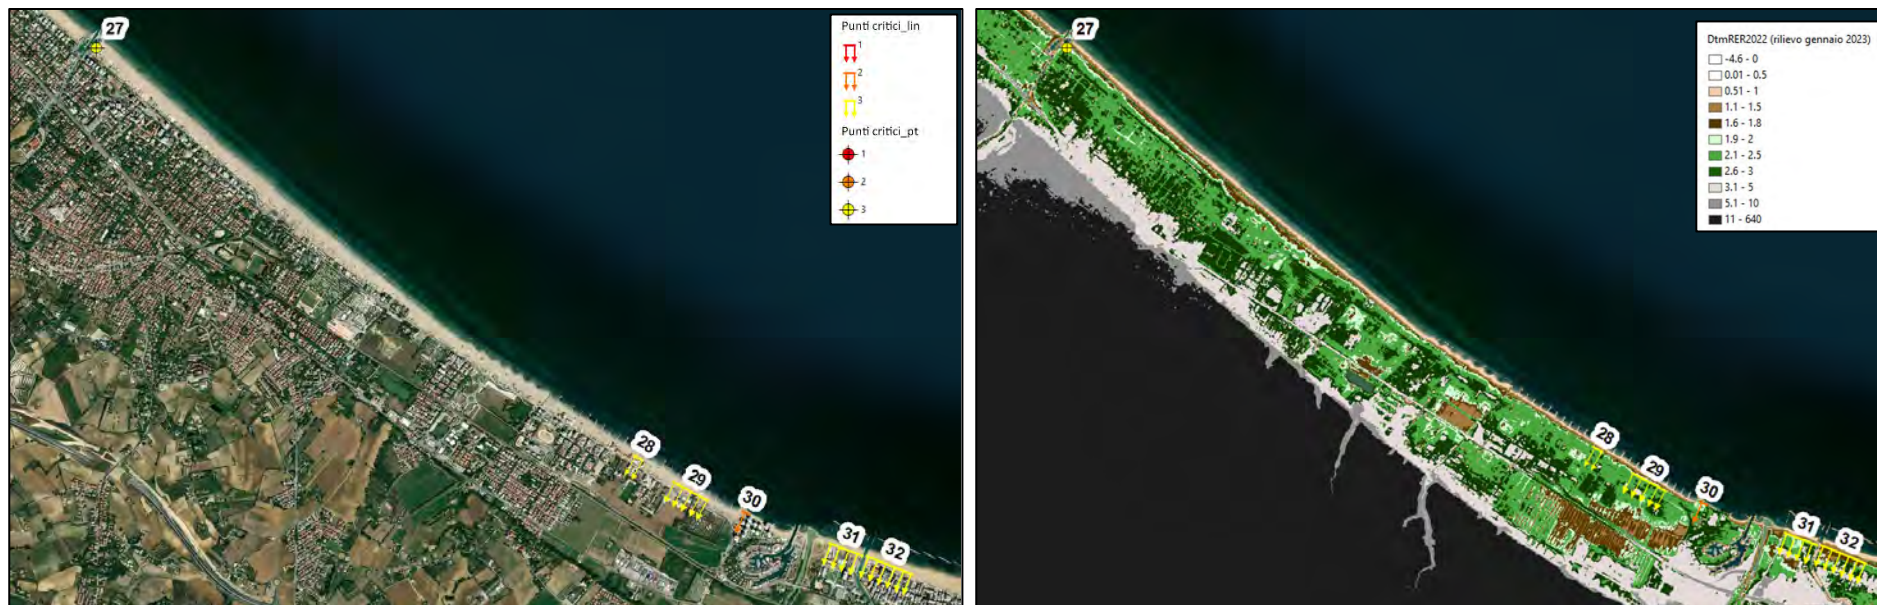 27
Punti critici_lin
1
2
3
Punti critici_pt
1
2
3
28
29
30
31
32
27
DtmRER2022 (rilievo gennaio 2023)
-4.6 - 0
0.01 - 0.5
0.51 - 1
1.1 - 1.5
1.6 - 1.8
1.9 - 2
2.1 - 2.5
2.6 - 3
3.1 - 5
5.1 - 10
11 - 640
28
29
30
31
32